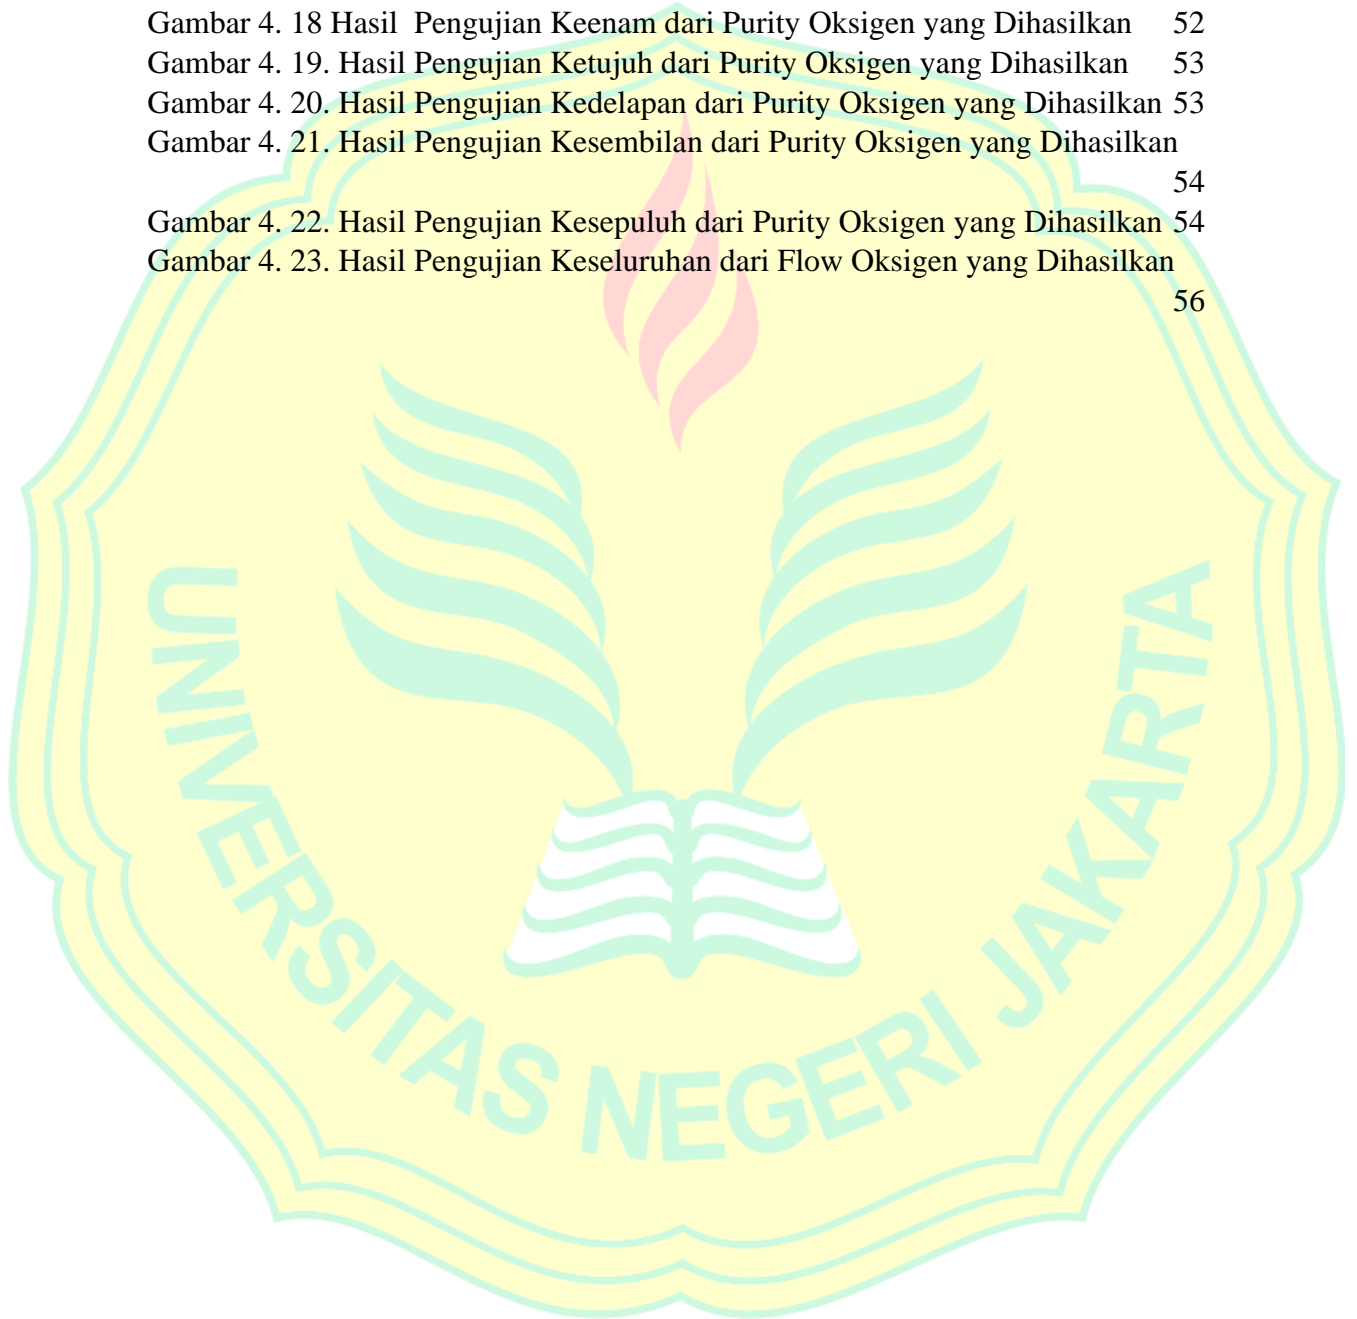 Gambar 4. 18 Hasil  Pengujian Keenam dari Purity Oksigen yang Dihasilkan 52
Gambar 4. 19. Hasil Pengujian Ketujuh dari Purity Oksigen yang Dihasilkan 53
Gambar 4. 20. Hasil Pengujian Kedelapan dari Purity Oksigen yang Dihasilkan 53
Gambar 4. 21. Hasil Pengujian Kesembilan dari Purity Oksigen yang Dihasilkan
54
Gambar 4. 22. Hasil Pengujian Kesepuluh dari Purity Oksigen yang Dihasilkan 54
Gambar 4. 23. Hasil Pengujian Keseluruhan dari Flow Oksigen yang Dihasilkan
56
UNIVERSITAS NEGERI JAKARTA